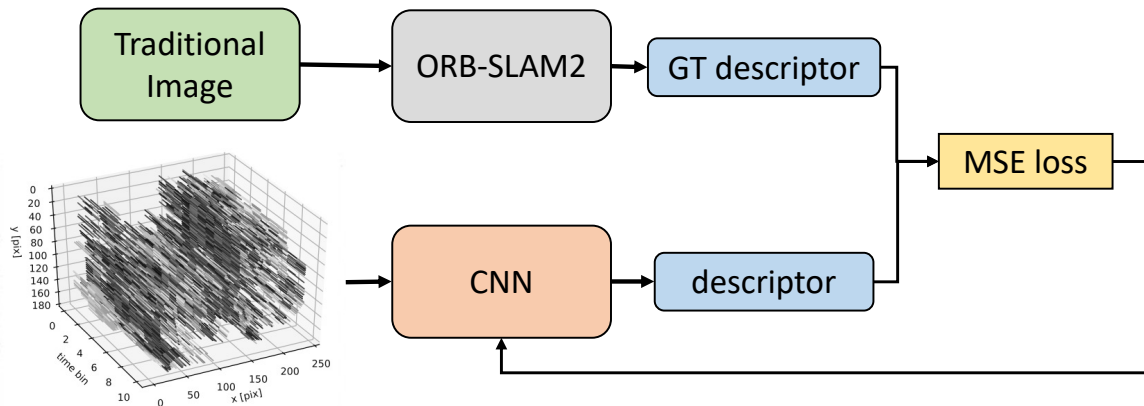 Traditional
Image
ORB-SLAM2
GT descriptor
MSE loss
CNN
descriptor
0
20
40
60
80
100
120
140
160
180
y [pix]
0
2
4
6
8
10
time bin
0
50
100
150
200
250
x [pix]